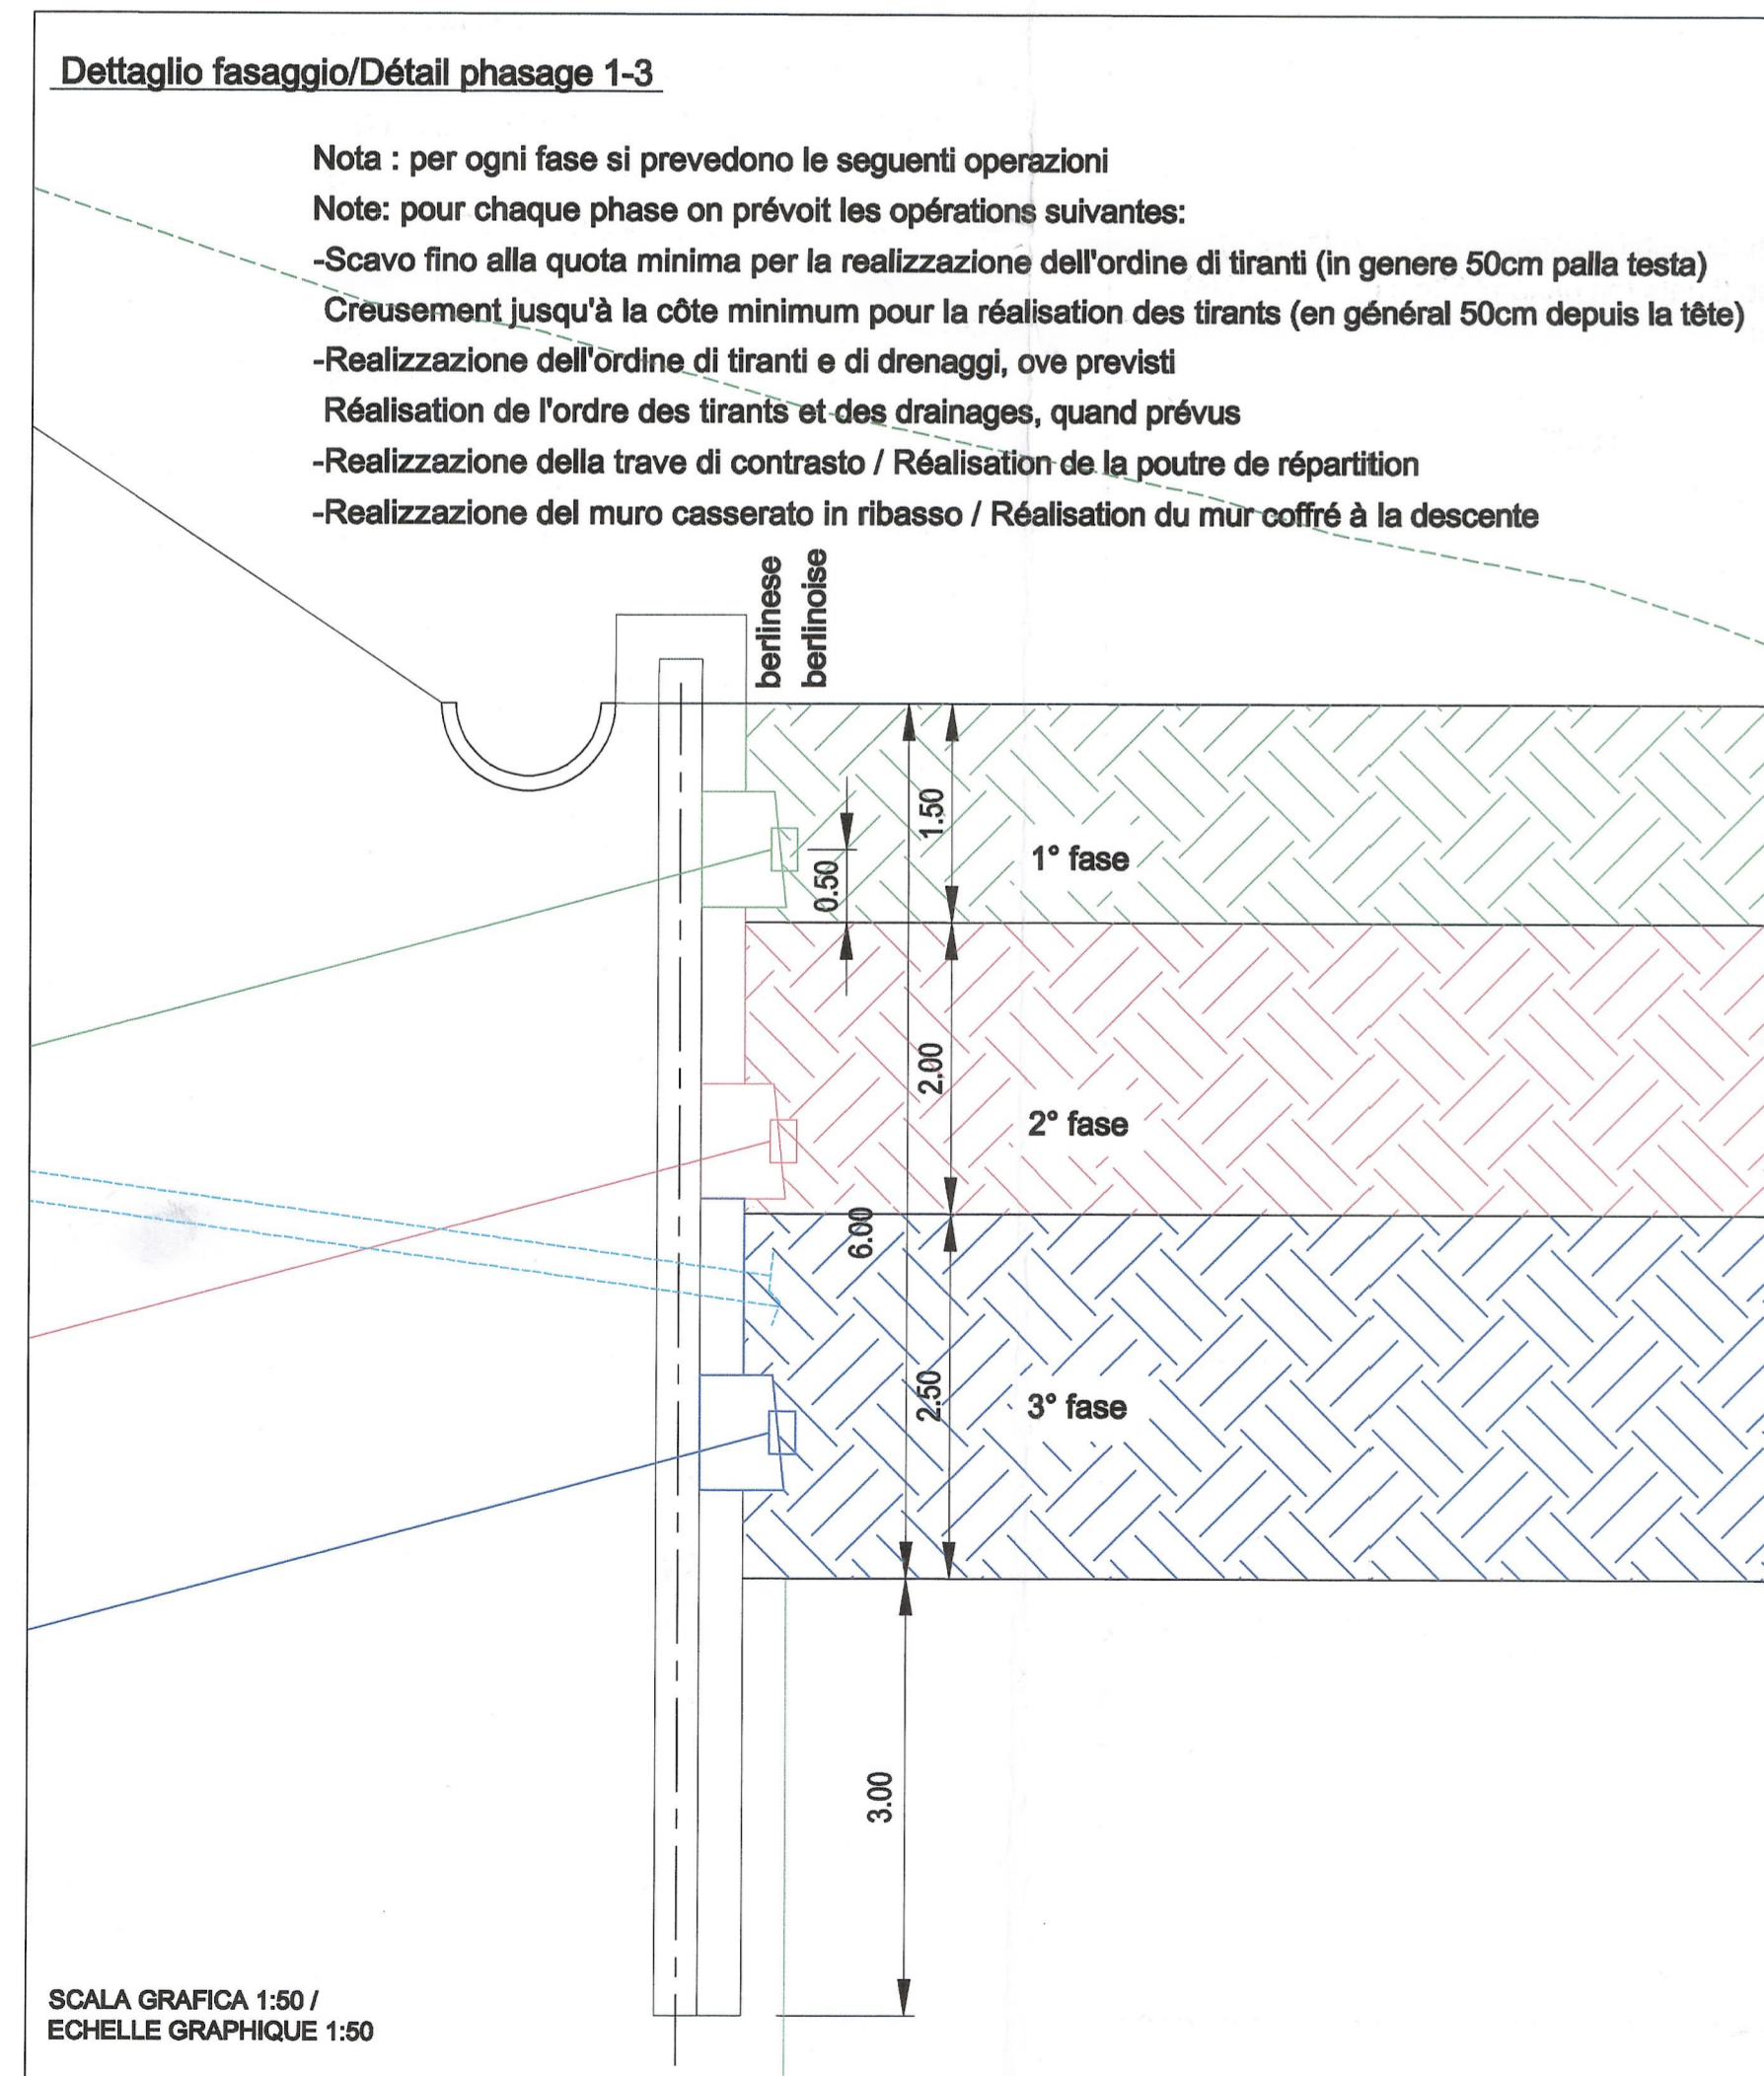 Dettaglio fasaggio/Détail phasage 1-3
Nota : per ogni fase si prevedono le seguenti operazioni
Note: pour chaque phase on prévoit les opérations suivantes:
-Scavo fino alla quota minima per la realizzazione dell'ordine di tiranti (in genere 50cm palla testa)
Creusement jusqu'à la côte minimum pour la réalisation des tirants (en général 50cm depuis la tête)
-Realizzazione dell'ordine di tiranti e di drenaggi, ove previsti
Réalisation de l'ordre des tirants et des drainages, quand prévus
-Realizzazione della trave di contrasto / Réalisation de la poutre de répartition
-Realizzazione del muro casserato in ribasso / Réalisation du mur coffré à la descente
berlinese
berlinoise
1.50
0.50
1° fase
2.00
2° fase
6.00
2.50
3° fase
3.00
SCALA GRAFICA 1:50 /
ECHELLE GRAPHIQUE 1:50